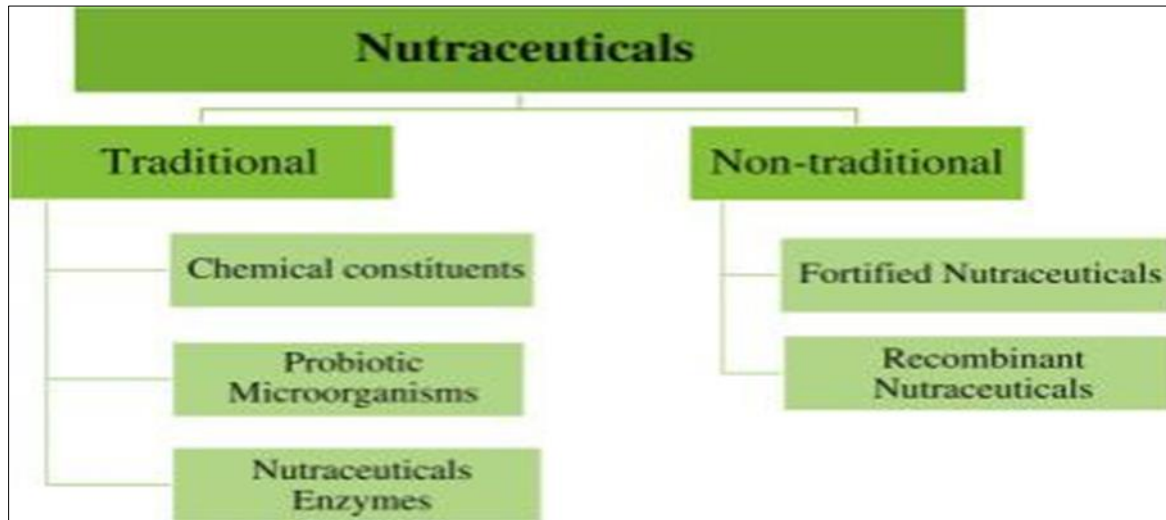 Nutraceuticals
Traditional
Chemical constituents
Probiotic
Microorganisms
Nutraceuticals
Enzymes
Non-traditional
Fortified Nutraceuticals
Recombinant
Nutraceuticals